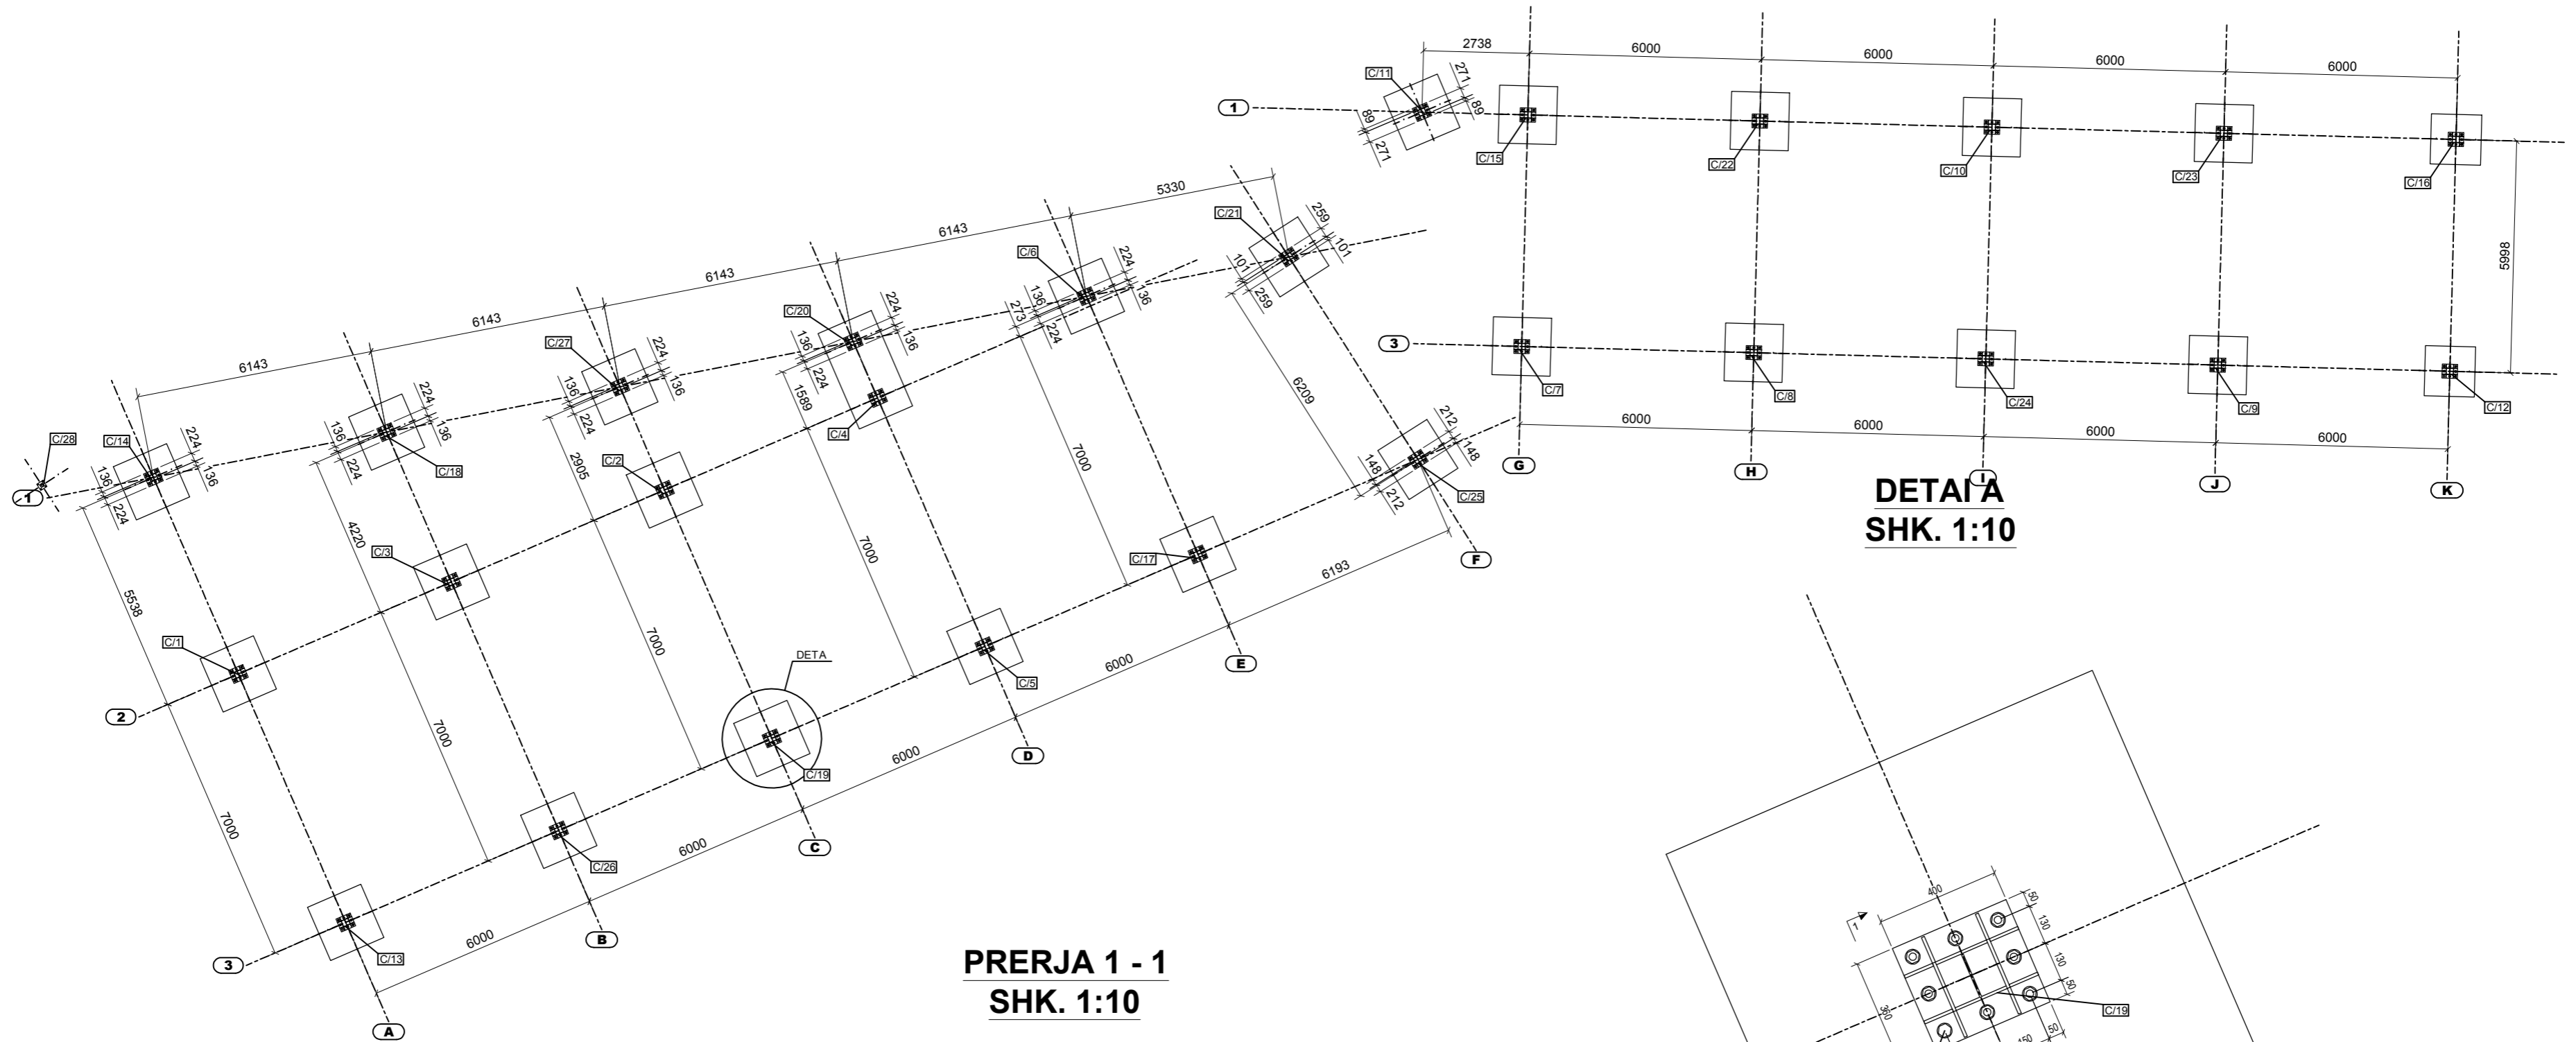 2738
6000
6000
6000
6000
C/11
271
89
89
271
1
C/15
C/22
C/10
C/23
C/16
5998
3
C/7
C/8
C/24
C/9
C/12
6000
6000
6000
6000
G
H
I
J
K
DETAI A
SHK. 1:10
5330
6143
6143
6143
6143
C/21
259
101
101
259
C/6
224
136
136
273
224
C/20
224
136
136
224
1589
C/27
224
136
136
224
2905
C/18
224
136
136
224
4220
C/28
C/14
224
136
136
224
1
5538
C/4
C/2
C/3
C/1
6209
212
148
148
212
C/25
7000
7000
7000
7000
7000
C/17
F
6193
E
C/5
6000
D
DETA
C/19
6000
C
2
C/26
6000
B
3
C/13
6000
A
PRERJA 1 - 1
SHK. 1:10
400
50
130
130
50
1
360
C/19
150
50